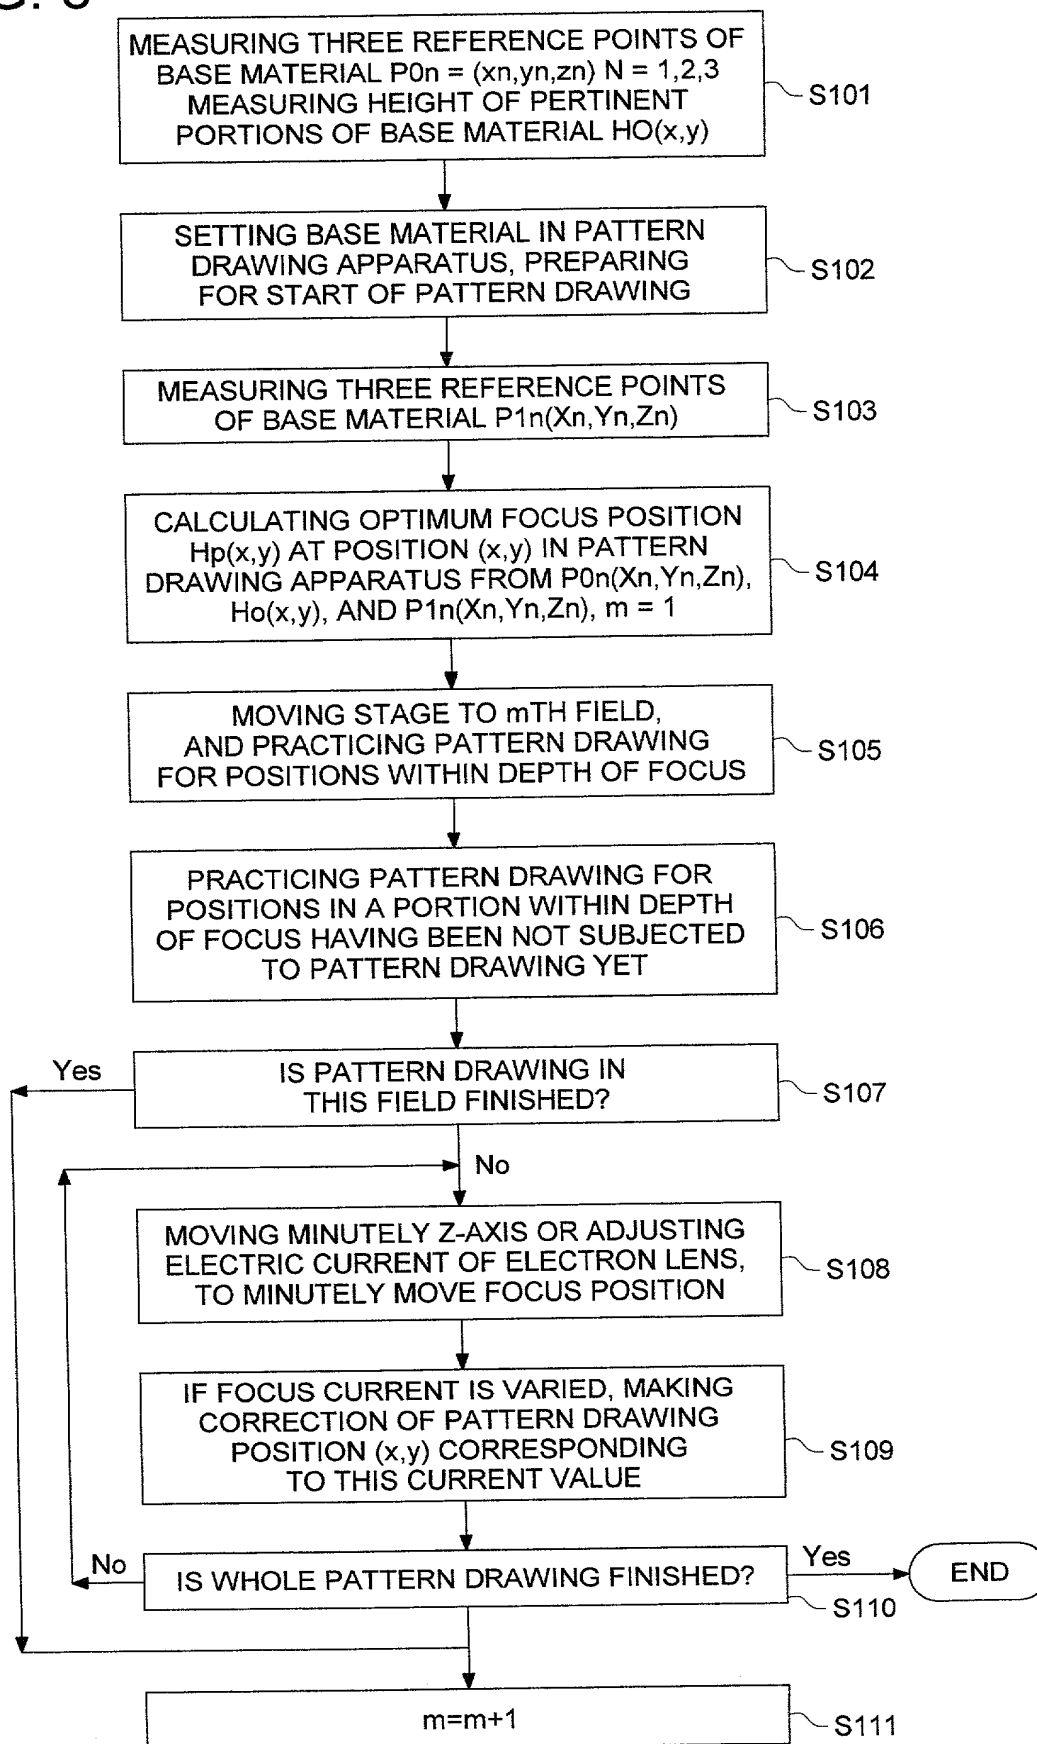 MEASURING THREE REFERENCE POINTS OF
BASE MATERIAL P0n = (xn,yn,zn) N = 1,2,3
MEASURING HEIGHT OF PERTINENT
PORTIONS OF BASE MATERIAL HO(x,y)
S101
SETTING BASE MATERIAL IN PATTERN
DRAWING APPARATUS, PREPARING
FOR START OF PATTERN DRAWING
S102
MEASURING THREE REFERENCE POINTS
OF BASE MATERIAL P1n(Xn,Yn,Zn)
S103
CALCULATING OPTIMUM FOCUS POSITION
Hp(x,y) AT POSITION (x,y) IN PATTERN
DRAWING APPARATUS FROM P0n(Xn,Yn,Zn),
Ho(x,y), AND P1n(Xn,Yn,Zn), m = 1
S104
MOVING STAGE TO mTH FIELD,
AND PRACTICING PATTERN DRAWING
FOR POSITIONS WITHIN DEPTH OF FOCUS
S105
PRACTICING PATTERN DRAWING FOR
POSITIONS IN A PORTION WITHIN DEPTH
OF FOCUS HAVING BEEN NOT SUBJECTED
TO PATTERN DRAWING YET
S106
Yes
IS PATTERN DRAWING IN
THIS FIELD FINISHED?
S107
No
MOVING MINUTELY Z-AXIS OR ADJUSTING
ELECTRIC CURRENT OF ELECTRON LENS,
TO MINUTELY MOVE FOCUS POSITION
S108
IF FOCUS CURRENT IS VARIED, MAKING
CORRECTION OF PATTERN DRAWING
POSITION (x,y) CORRESPONDING
TO THIS CURRENT VALUE
S109
No
IS WHOLE PATTERN DRAWING FINISHED?
Yes
END
S110
m=m+1
S111